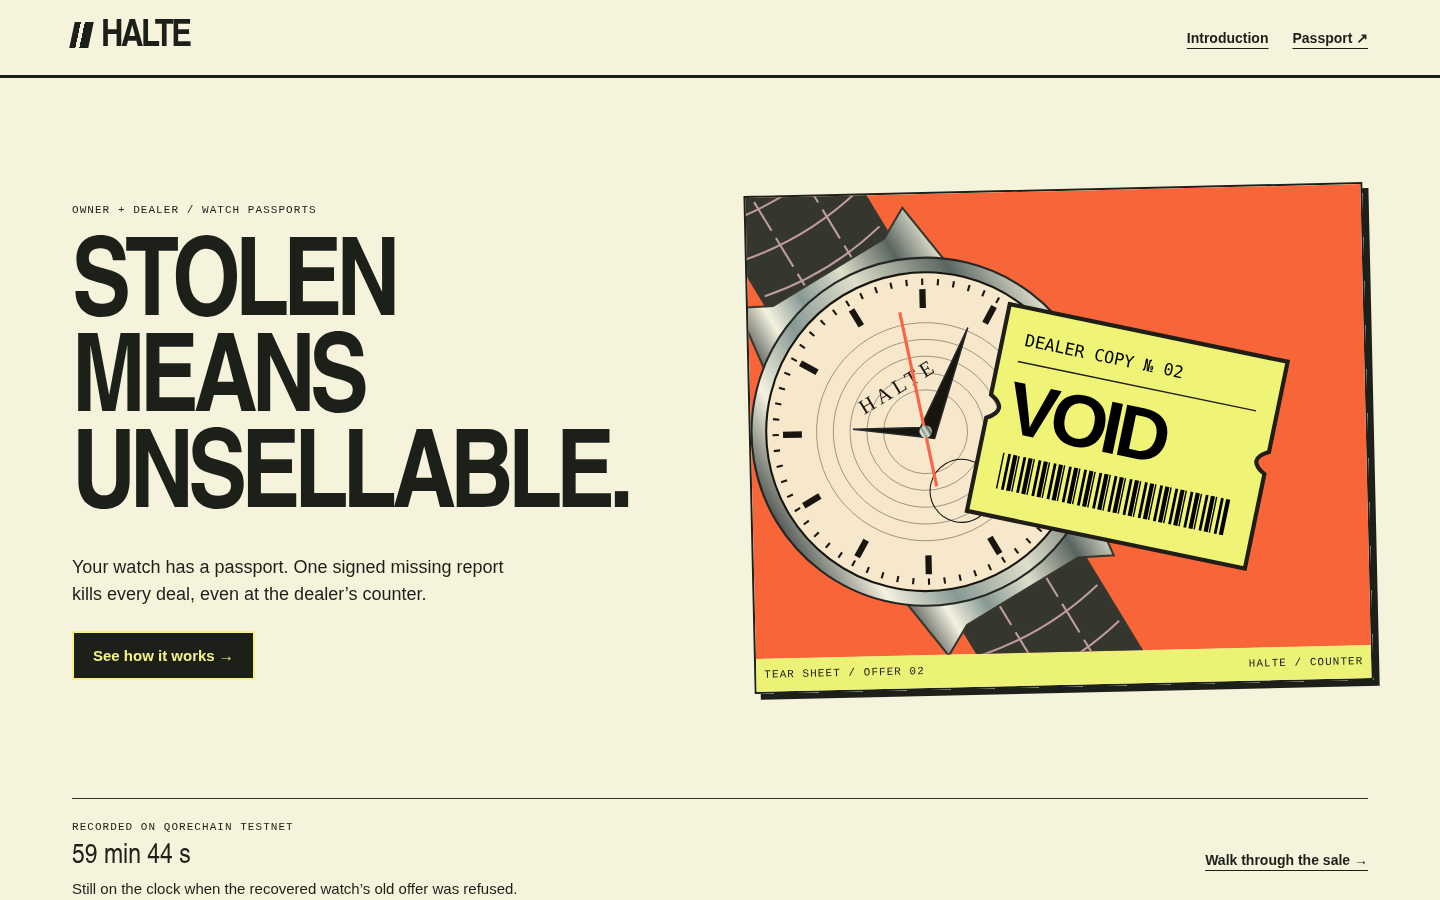 HALTE
Introduction
Passport ↗
OWNER + DEALER / WATCH PASSPORTS
STOLEN
MEANS
UNSELLABLE.
Your watch has a passport. One signed missing report
kills every deal, even at the dealer’s counter.
See how it works →
HALTE
DEALER COPY № 02
VOID
TEAR SHEET / OFFER 02
HALTE / COUNTER
RECORDED ON QORECHAIN TESTNET
59 min 44 s
Still on the clock when the recovered watch’s old offer was refused.
Walk through the sale →